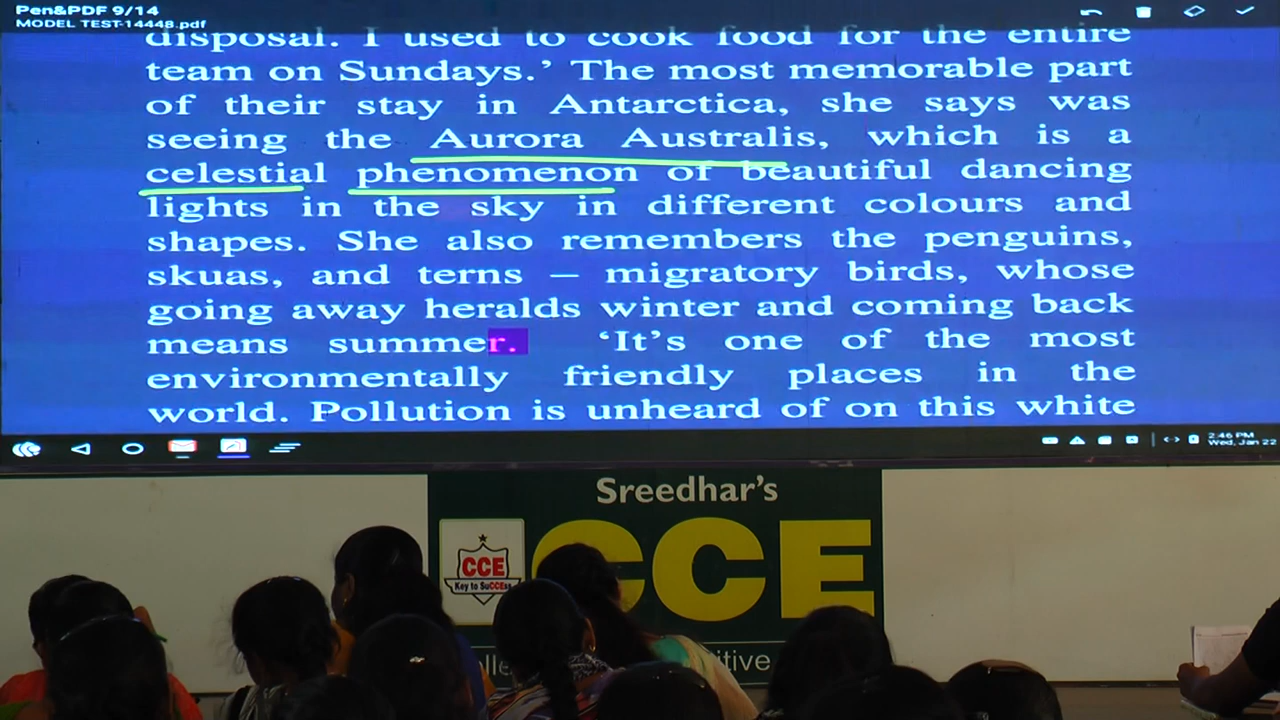 Pen&PDF 9/14
MODEL TEST-14448.pdf
disposal. I used to cook food for the entire
team on Sundays.’ The most memorable part
of their stay in Antarctica, she says was
seeing the Aurora Australis, which is a
celestial phenomenon of beautiful dancing
lights in the sky in different colours and
shapes. She also remembers the penguins,
skuas, and terns – migratory birds, whose
going away heralds winter and coming back
means summer. ‘It’s one of the most
environmentally friendly places in the
world. Pollution is unheard of on this white
2:46 PM
Wed, Jan 22
Sreedhar's
CCE
CCE
Key to SuCCEss